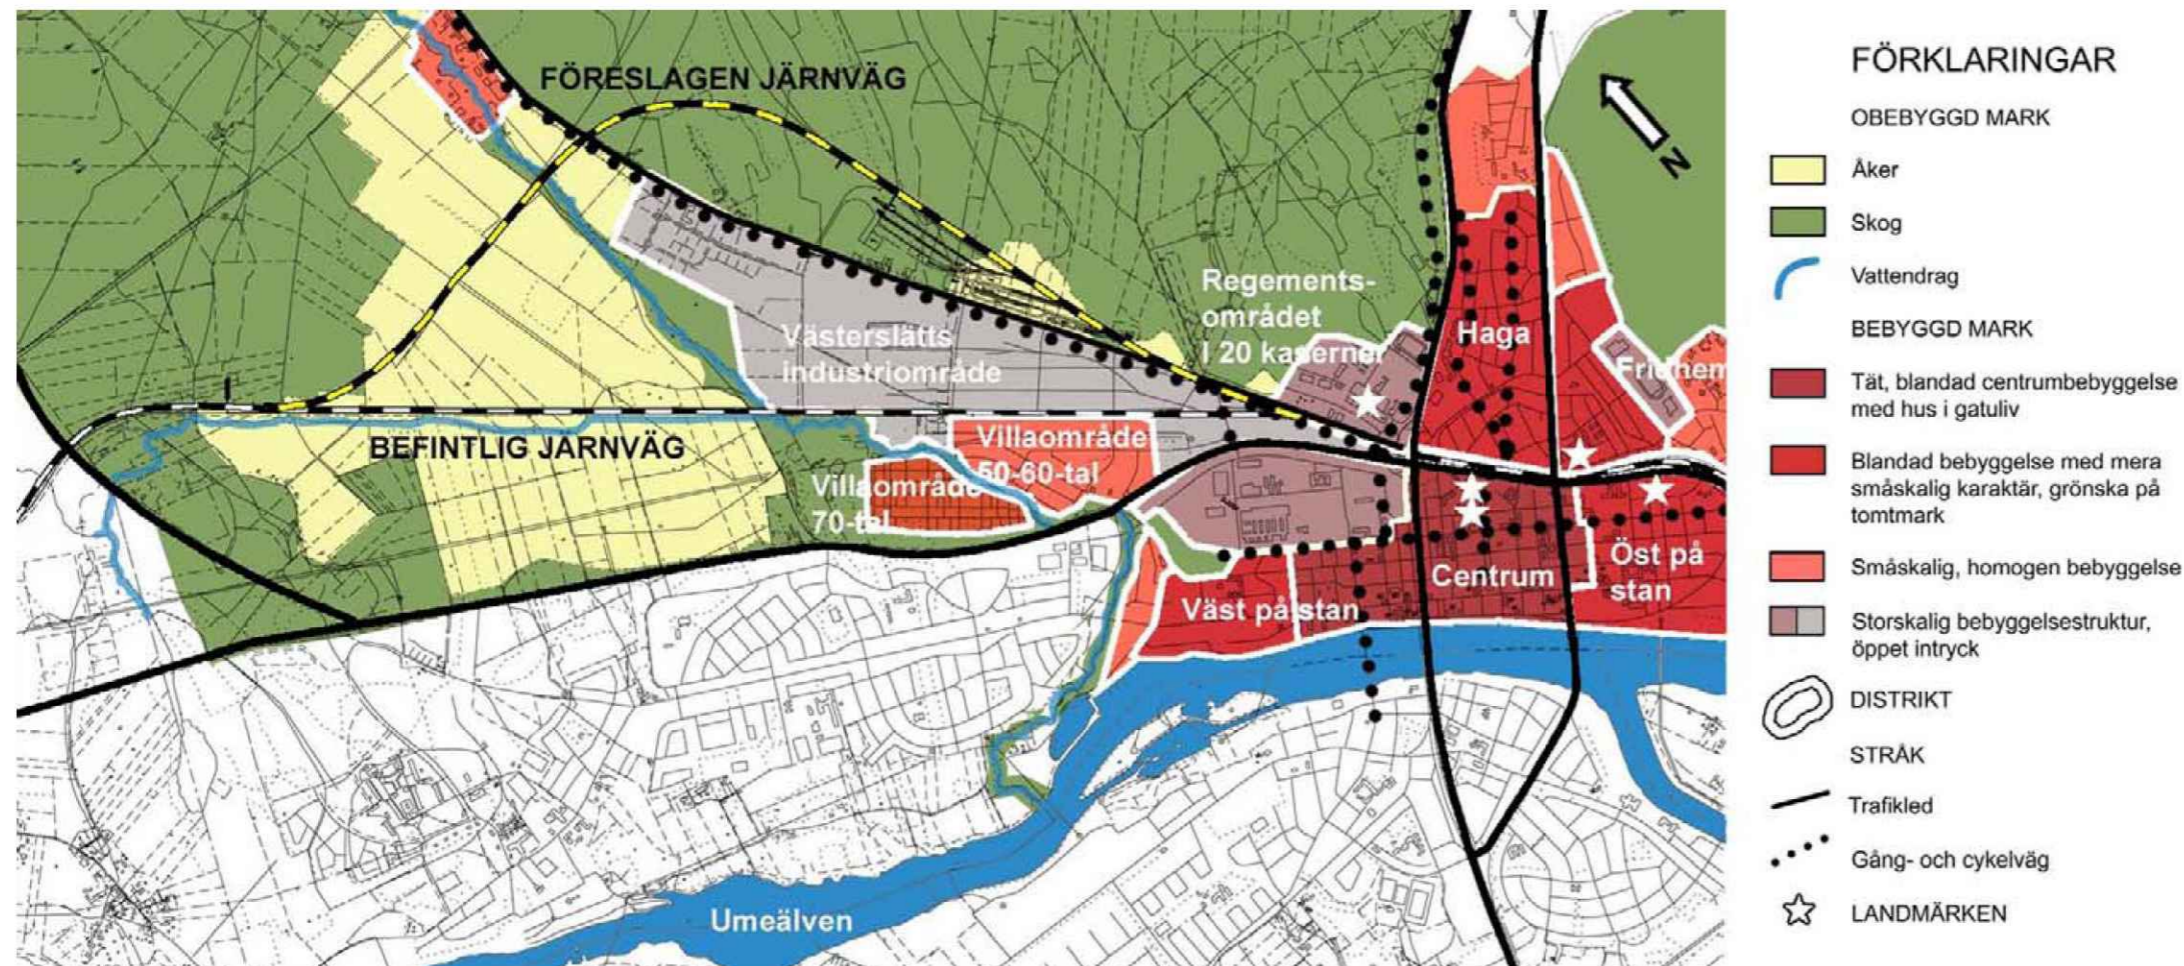 FÖRESLAGEN JÄRNVÄG
Regements-
området
I 20 kaserner
Haga
Fridhem
Västerslätts
industriområde
BEFINTLIG JÄRNVÄG
Villaområde
50-60-tal
Villaområde
70-tal
Centrum
Öst på
stan
Väst på stan
Umeälven
N
FÖRKLARINGAR
OBEBYGGD MARK
Åker
Skog
Vattendrag
BEBYGGD MARK
Tät, blandad centrumbebyggelse
med hus i gatuliv
Blandad bebyggelse med mera
småskalig karaktär, grönska på
tomtmark
Småskalig, homogen bebyggelse
Storskalig bebyggelsestruktur,
öppet intryck
DISTRIKT
STRÅK
Trafikled
Gång- och cykelväg
LANDMÄRKEN